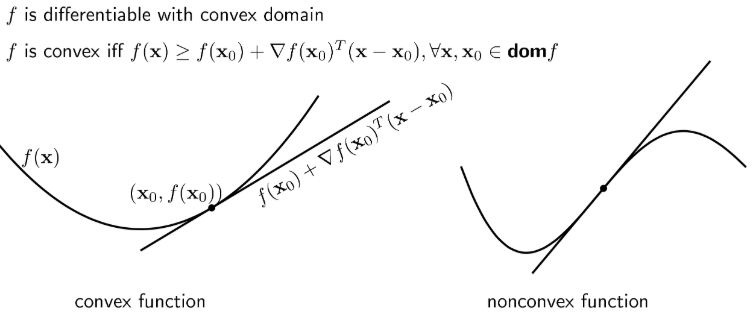 f is differentiable with convex domain
f is convex iff f(x) ≥ f(x₀) + ∇f(x₀)ᵀ(x − x₀), ∀x, x₀ ∈ domf
f(x)
(x₀, f(x₀))
f(x₀) + ∇f(x₀)ᵀ(x − x₀)
convex function
nonconvex function